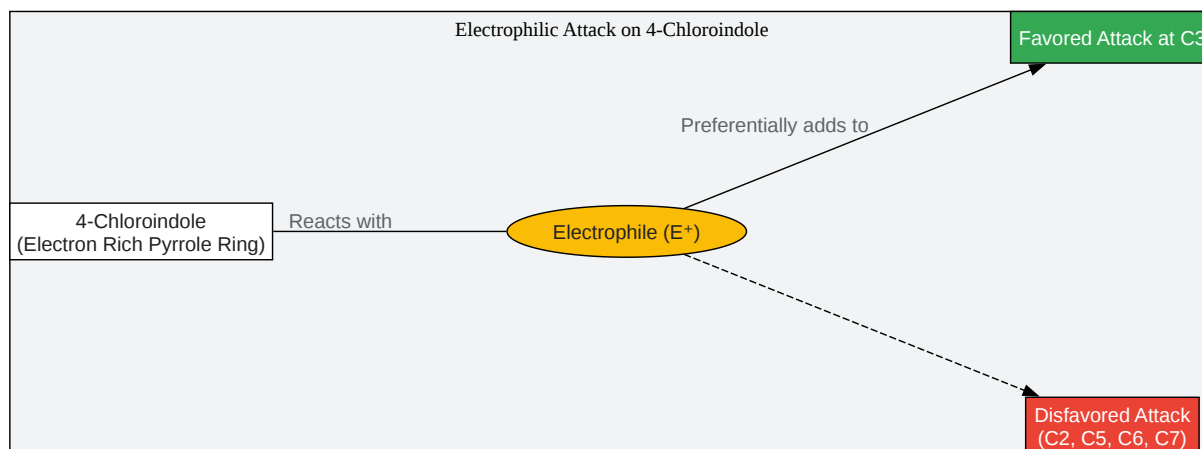 Electrophilic Attack on 4-Chloroindole
Favored Attack at C3
Preferentially adds to
4-Chloroindole
(Electron Rich Pyrrole Ring)
Reacts with
Electrophile (E⁺)
Disfavored Attack
(C2, C5, C6, C7)